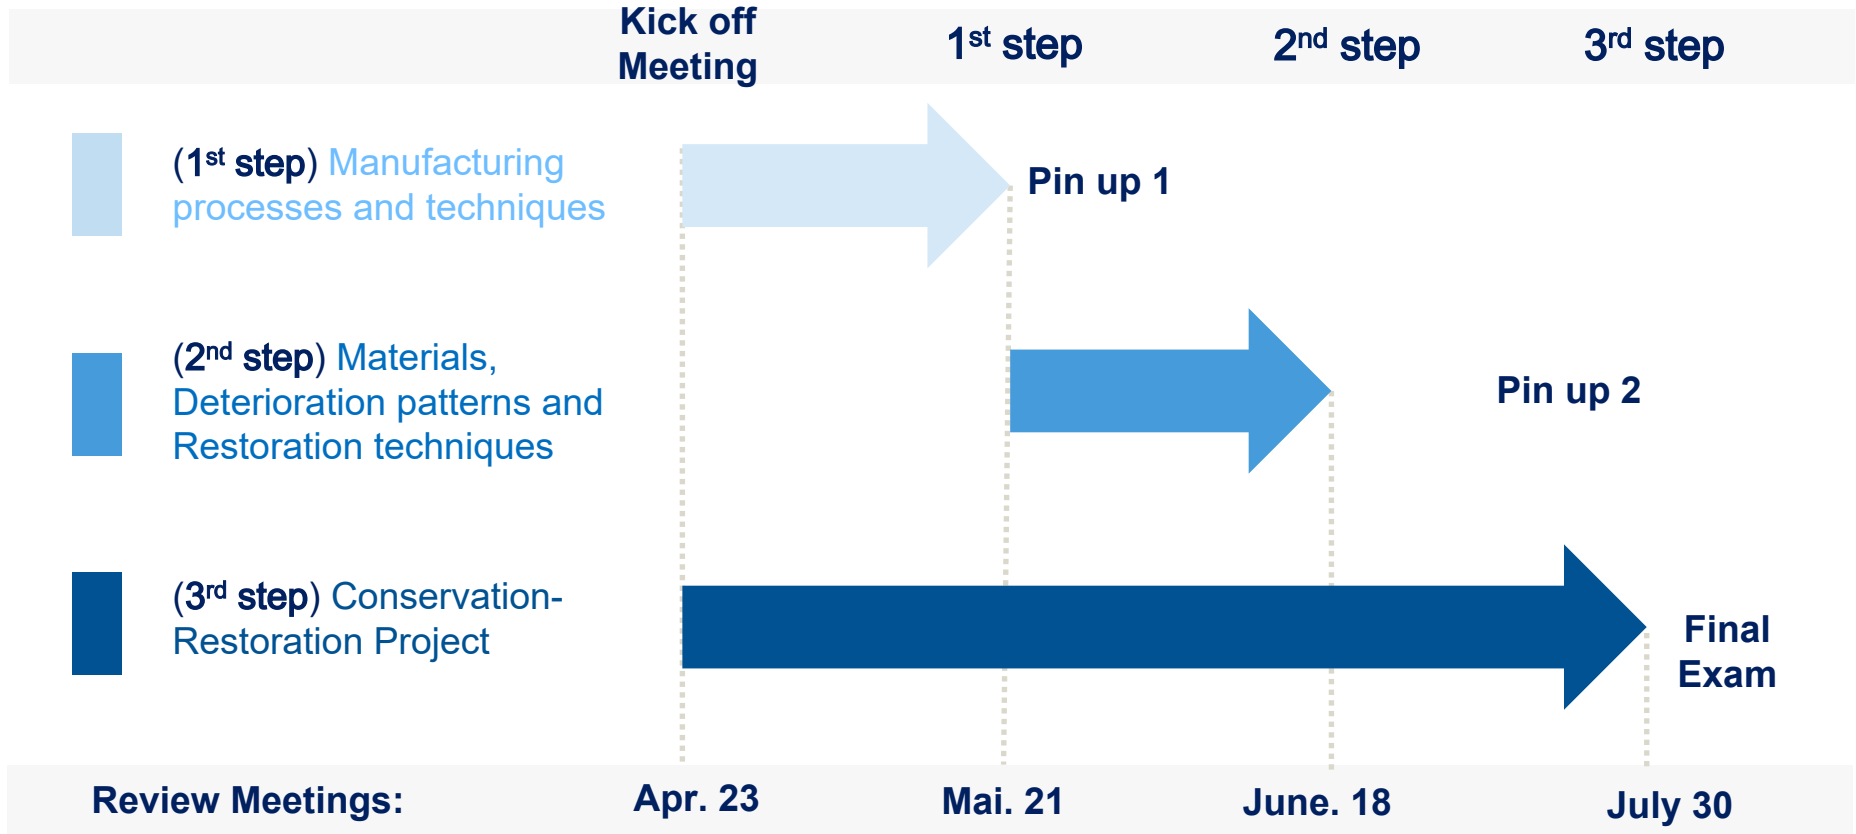 Kick off
Meeting
1st step
2nd step
3rd step
(1st step) Manufacturing
processes and techniques
Pin up 1
(2nd step) Materials,
Deterioration patterns and
Restoration techniques
Pin up 2
(3rd step) Conservation-
Restoration Project
Final
Exam
Review Meetings:
Apr. 23
Mai. 21
June. 18
July 30